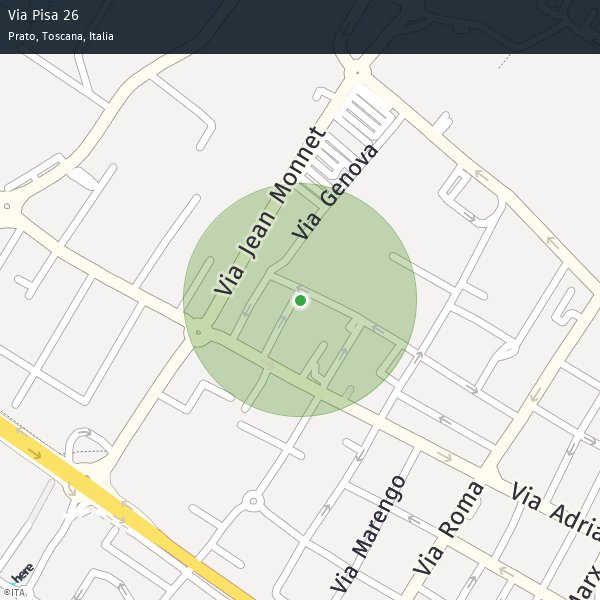 Via Pisa 26
Prato, Toscana, Italia
Via Jean Monnet
Via Genova
Via Marengo
Via Roma
Via Adria
Marx
here
©ITA